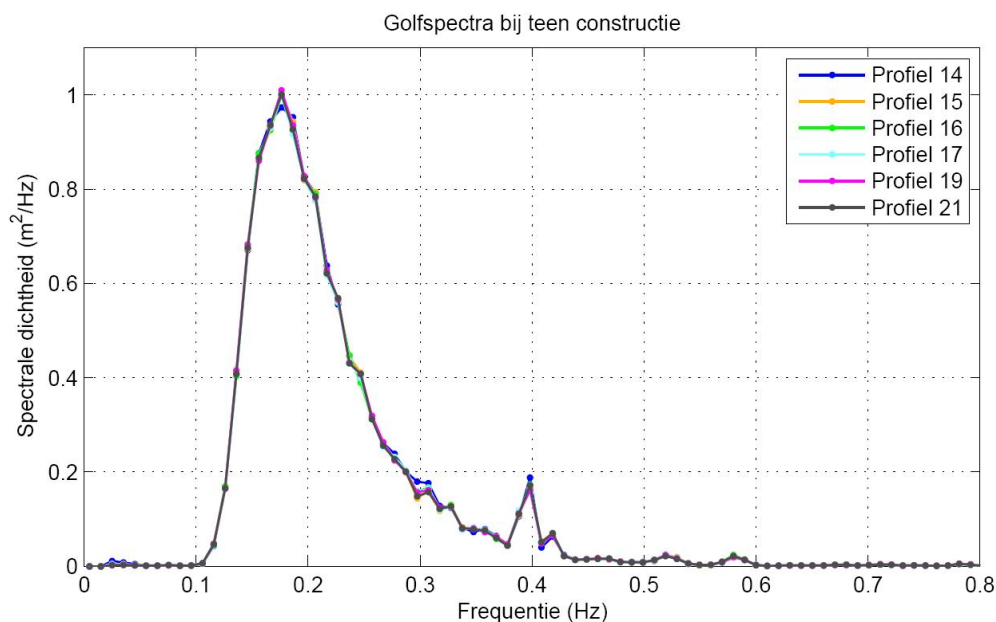 Golfspectra bij teen constructie
Profiel 14
Profiel 15
Profiel 16
Profiel 17
Profiel 19
Profiel 21
Spectrale dichtheid (m²/Hz)
1
0.8
0.6
0.4
0.2
0
0 0.1 0.2 0.3 0.4 0.5 0.6 0.7 0.8
Frequentie (Hz)